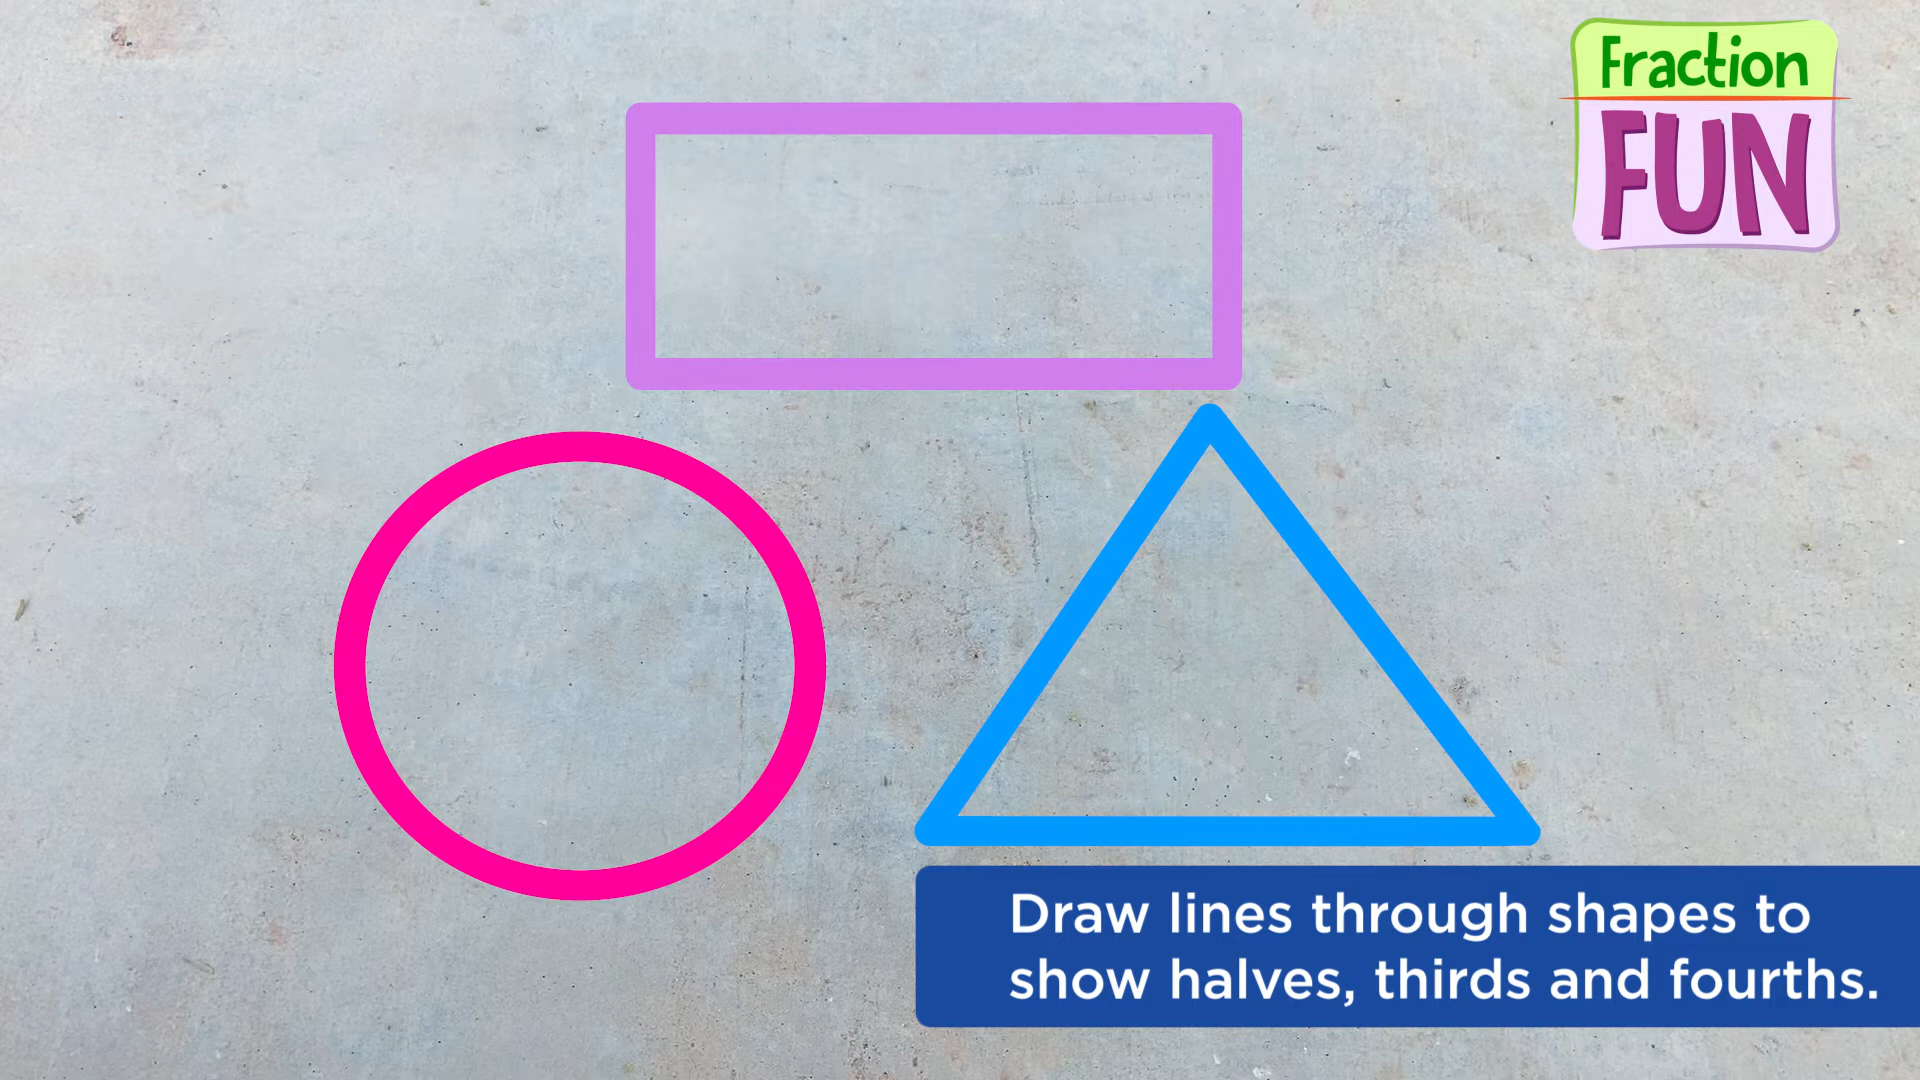 Fraction
FUN
Draw lines through shapes to
show halves, thirds and fourths.